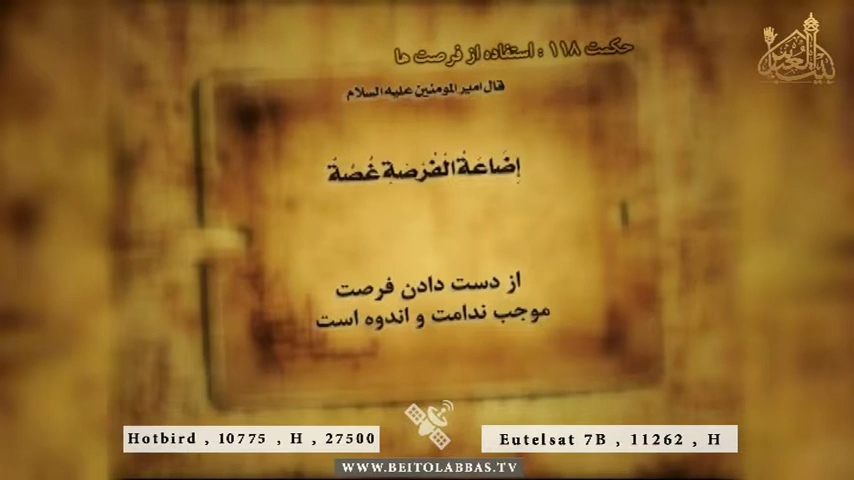 حکمت ۱۱۸ : استفاده از فرصت ها
قال امیر المومنین علیه السلام
إِضَاعَةُ الْفُرْصَةِ غُصَّةٌ
از دست دادن فرصت
موجب ندامت و اندوه است
Hotbird , 10775 , H , 27500
Eutelsat 7B , 11262 , H
WWW.BEITOLABBAS.TV